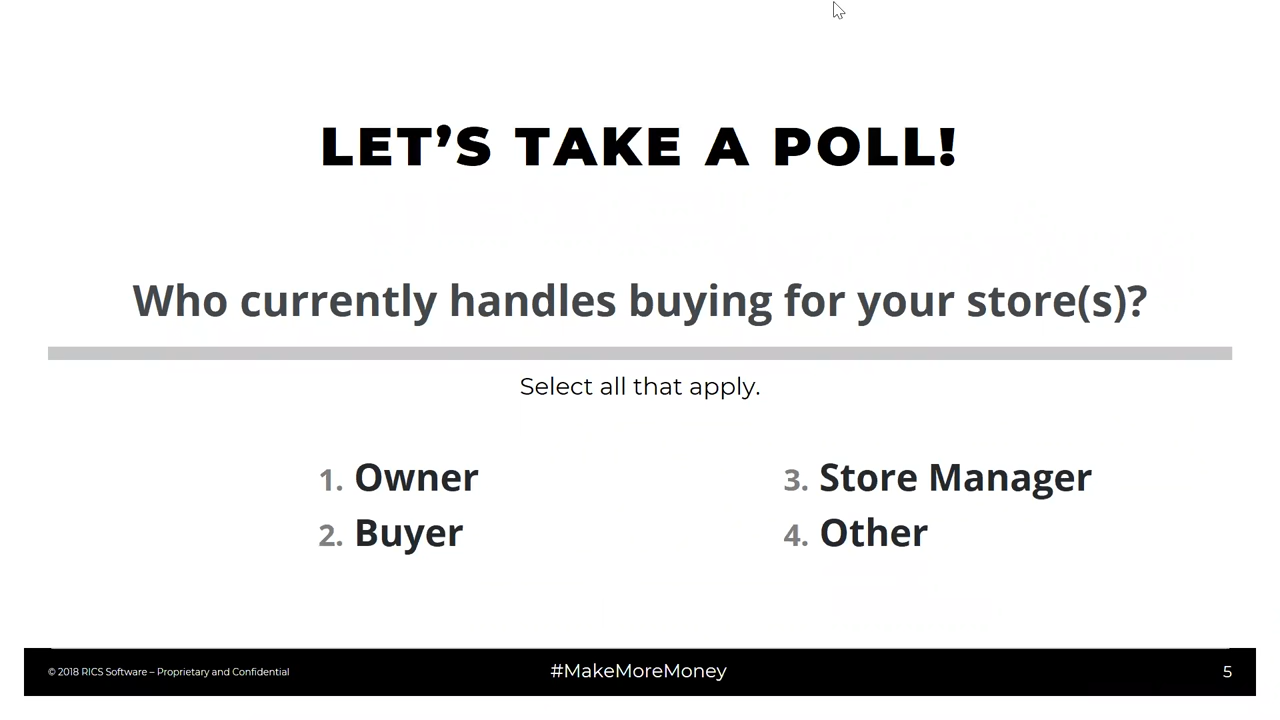 LET’S TAKE A POLL!
Who currently handles buying for your store(s)?
Select all that apply.
1. Owner
2. Buyer
3. Store Manager
4. Other
© 2018 RICS Software – Proprietary and Confidential
#MakeMoreMoney
5